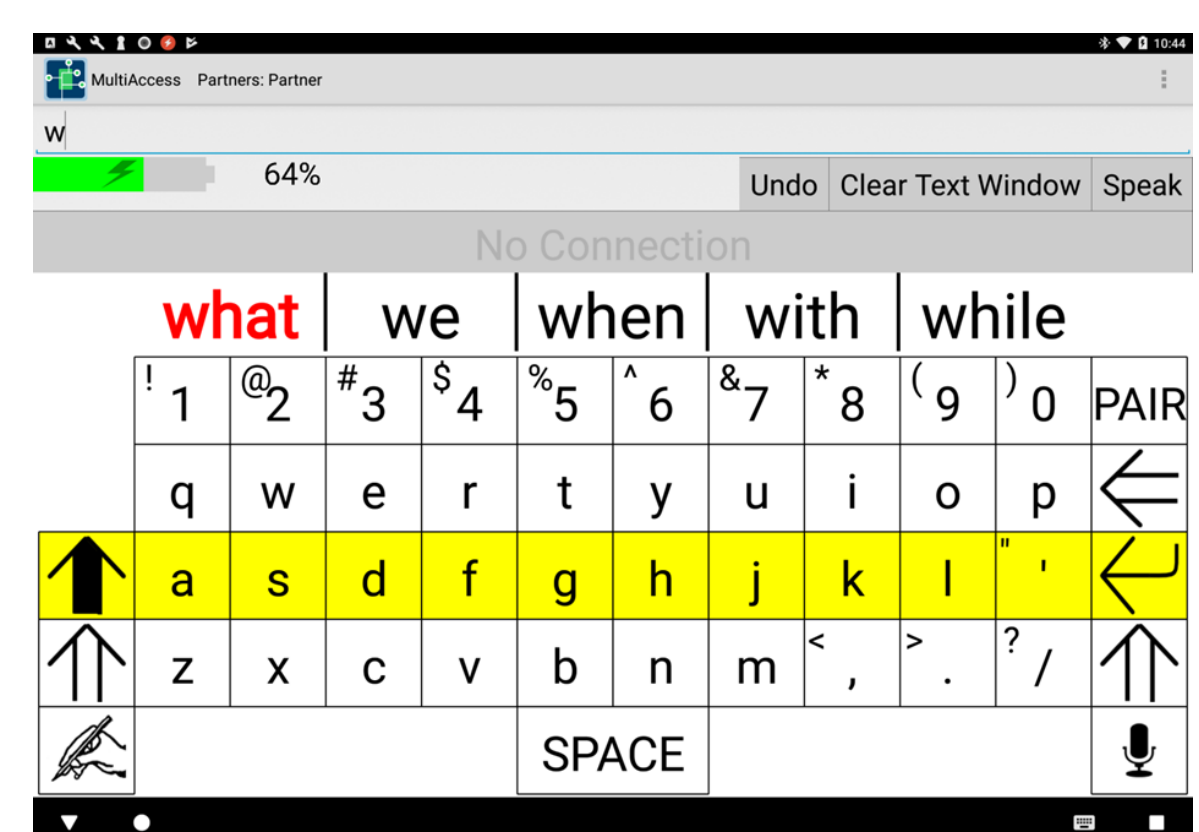 10:44
MultiAccess Partners: Partner
w
64% Undo Clear Text Window Speak
No Connection
what we when with while
! 1 @ 2 # 3 $ 4 % 5 ^ 6 & 7 * 8 ( 9 ) 0 PAIR
q w e r t y u i o p
a s d f g h j k l " '
z x c v b n m < , > . ? /
SPACE